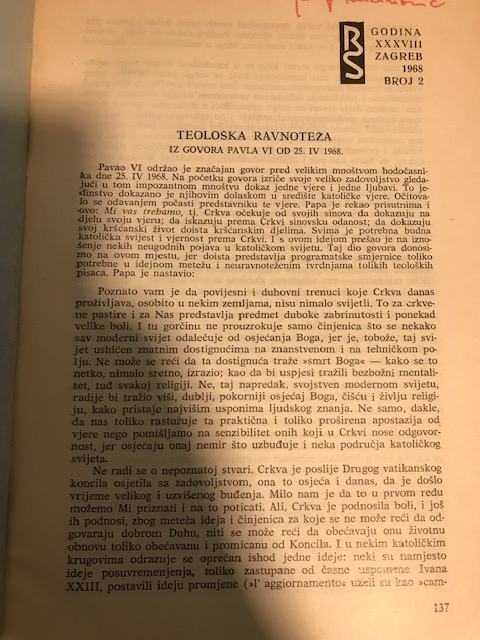 BS
GODINA
XXXVIII
ZAGREB
1968
BROJ 2
TEOLOŠKA RAVNOTEŽA
IZ GOVORA PAVLA VI OD 25. IV 1968.
Pavao VI održao je značajan govor pred velikim mnoštvom hodočasni-
ka dne 25. IV 1968. Na početku govora izriče svoje veliko zadovoljstvo gleda-
jući u tom impozantnom mnoštvu dokaz jedne vjere i jedne ljubavi. To je-
dinstvo dokazano je njihovim dolaskom u središte katoličke vjere. Očitova-
lo se odavanjem počasti predstavniku te vjere. Papa je rekao prisutnima i
ovo: Mi vas trebamo, tj. Crkva očekuje od svojih sinova da dokazuju na
djelu svoju vjeru; da iskazuju prema Crkvi sinovsku odanost; da dokazuju
svoj kršćanski život doista kršćanskim djelima. Svima je potrebna budna
katolička svijest i vjernost prema Crkvi. I s ovom idejom prešao je na izno-
šenje nekih neugodnih pojava u katoličkom svijetu. Taj dio govora donosi-
mo na ovom mjestu, jer doista predstavlja programatske smjernice toliko
potrebne u idejnom metežu i neuravnoteženim tvrdnjama tolikih teoloških
pisaca. Papa je nastavio:
Poznato vam je da povijesni i duhovni trenuci koje Crkva danas
proživljava, osobito u nekim zemljama, nisu nimalo svijetli. To za crkve-
ne pastire i za Nas predstavlja predmet duboke zabrinutosti i ponekad
velike boli. I tu gorčinu ne prouzrokuje samo činjenica što se nekako
sav moderni svijet odalečuje od osjećanja Boga, jer je, tobože, taj svi-
jet ushićen znatnim dostignućima na znanstvenom i na tehničkom po-
lju. Ne može se reći da ta dostignuća traže »smrt Boga« — kako se to
netko, nimalo sretno, izrazio; kao da bi uspjesi tražili bezbožni mentali-
tet, tuđ svakoj religiji. Ne, taj napredak, svojstven modernom svijetu,
radije bi tražio viši, dublji, pokorniji osjećaj Boga, čišću i življu religi-
ju, kako pristaje najvišim usponima ljudskog znanja. Ne samo, dakle,
da nas toliko rastužuje ta praktična i toliko proširena apostazija od
vjere nego pomišljamo na senzibilitet onih koji u Crkvi nose odgovor-
nost, jer osjećaju onaj nemir što uzbuđuje i neka područja katoličkog
svijeta.
Ne radi se o nepoznatoj stvari. Crkva je poslije Drugog vatikanskog
koncila osjetila sa zadovoljstvom, ona to osjeća i danas, da je došlo
vrijeme velikog i uzvišenog buđenja. Milo nam je da to u prvom redu
možemo Mi priznati i na to poticati. Ali, Crkva je podnosila boli, i još
ih podnosi, zbog meteža ideja i činjenica za koje se ne može reći da od-
govaraju dobrom Duhu, niti se može reći da obećavaju onu životnu
obnovu toliko obećavanu i promicanu od Koncila. I u nekim katoličkim
krugovima odrazuje se oprečan ishod jedne ideje: neki su namjesto
ideje posuvremenjenja, toliko zastupane od časne uspomene Ivana
XXIII, postavili ideju promjene (»l' aggiornamento« uzeli su kao »cam-
137